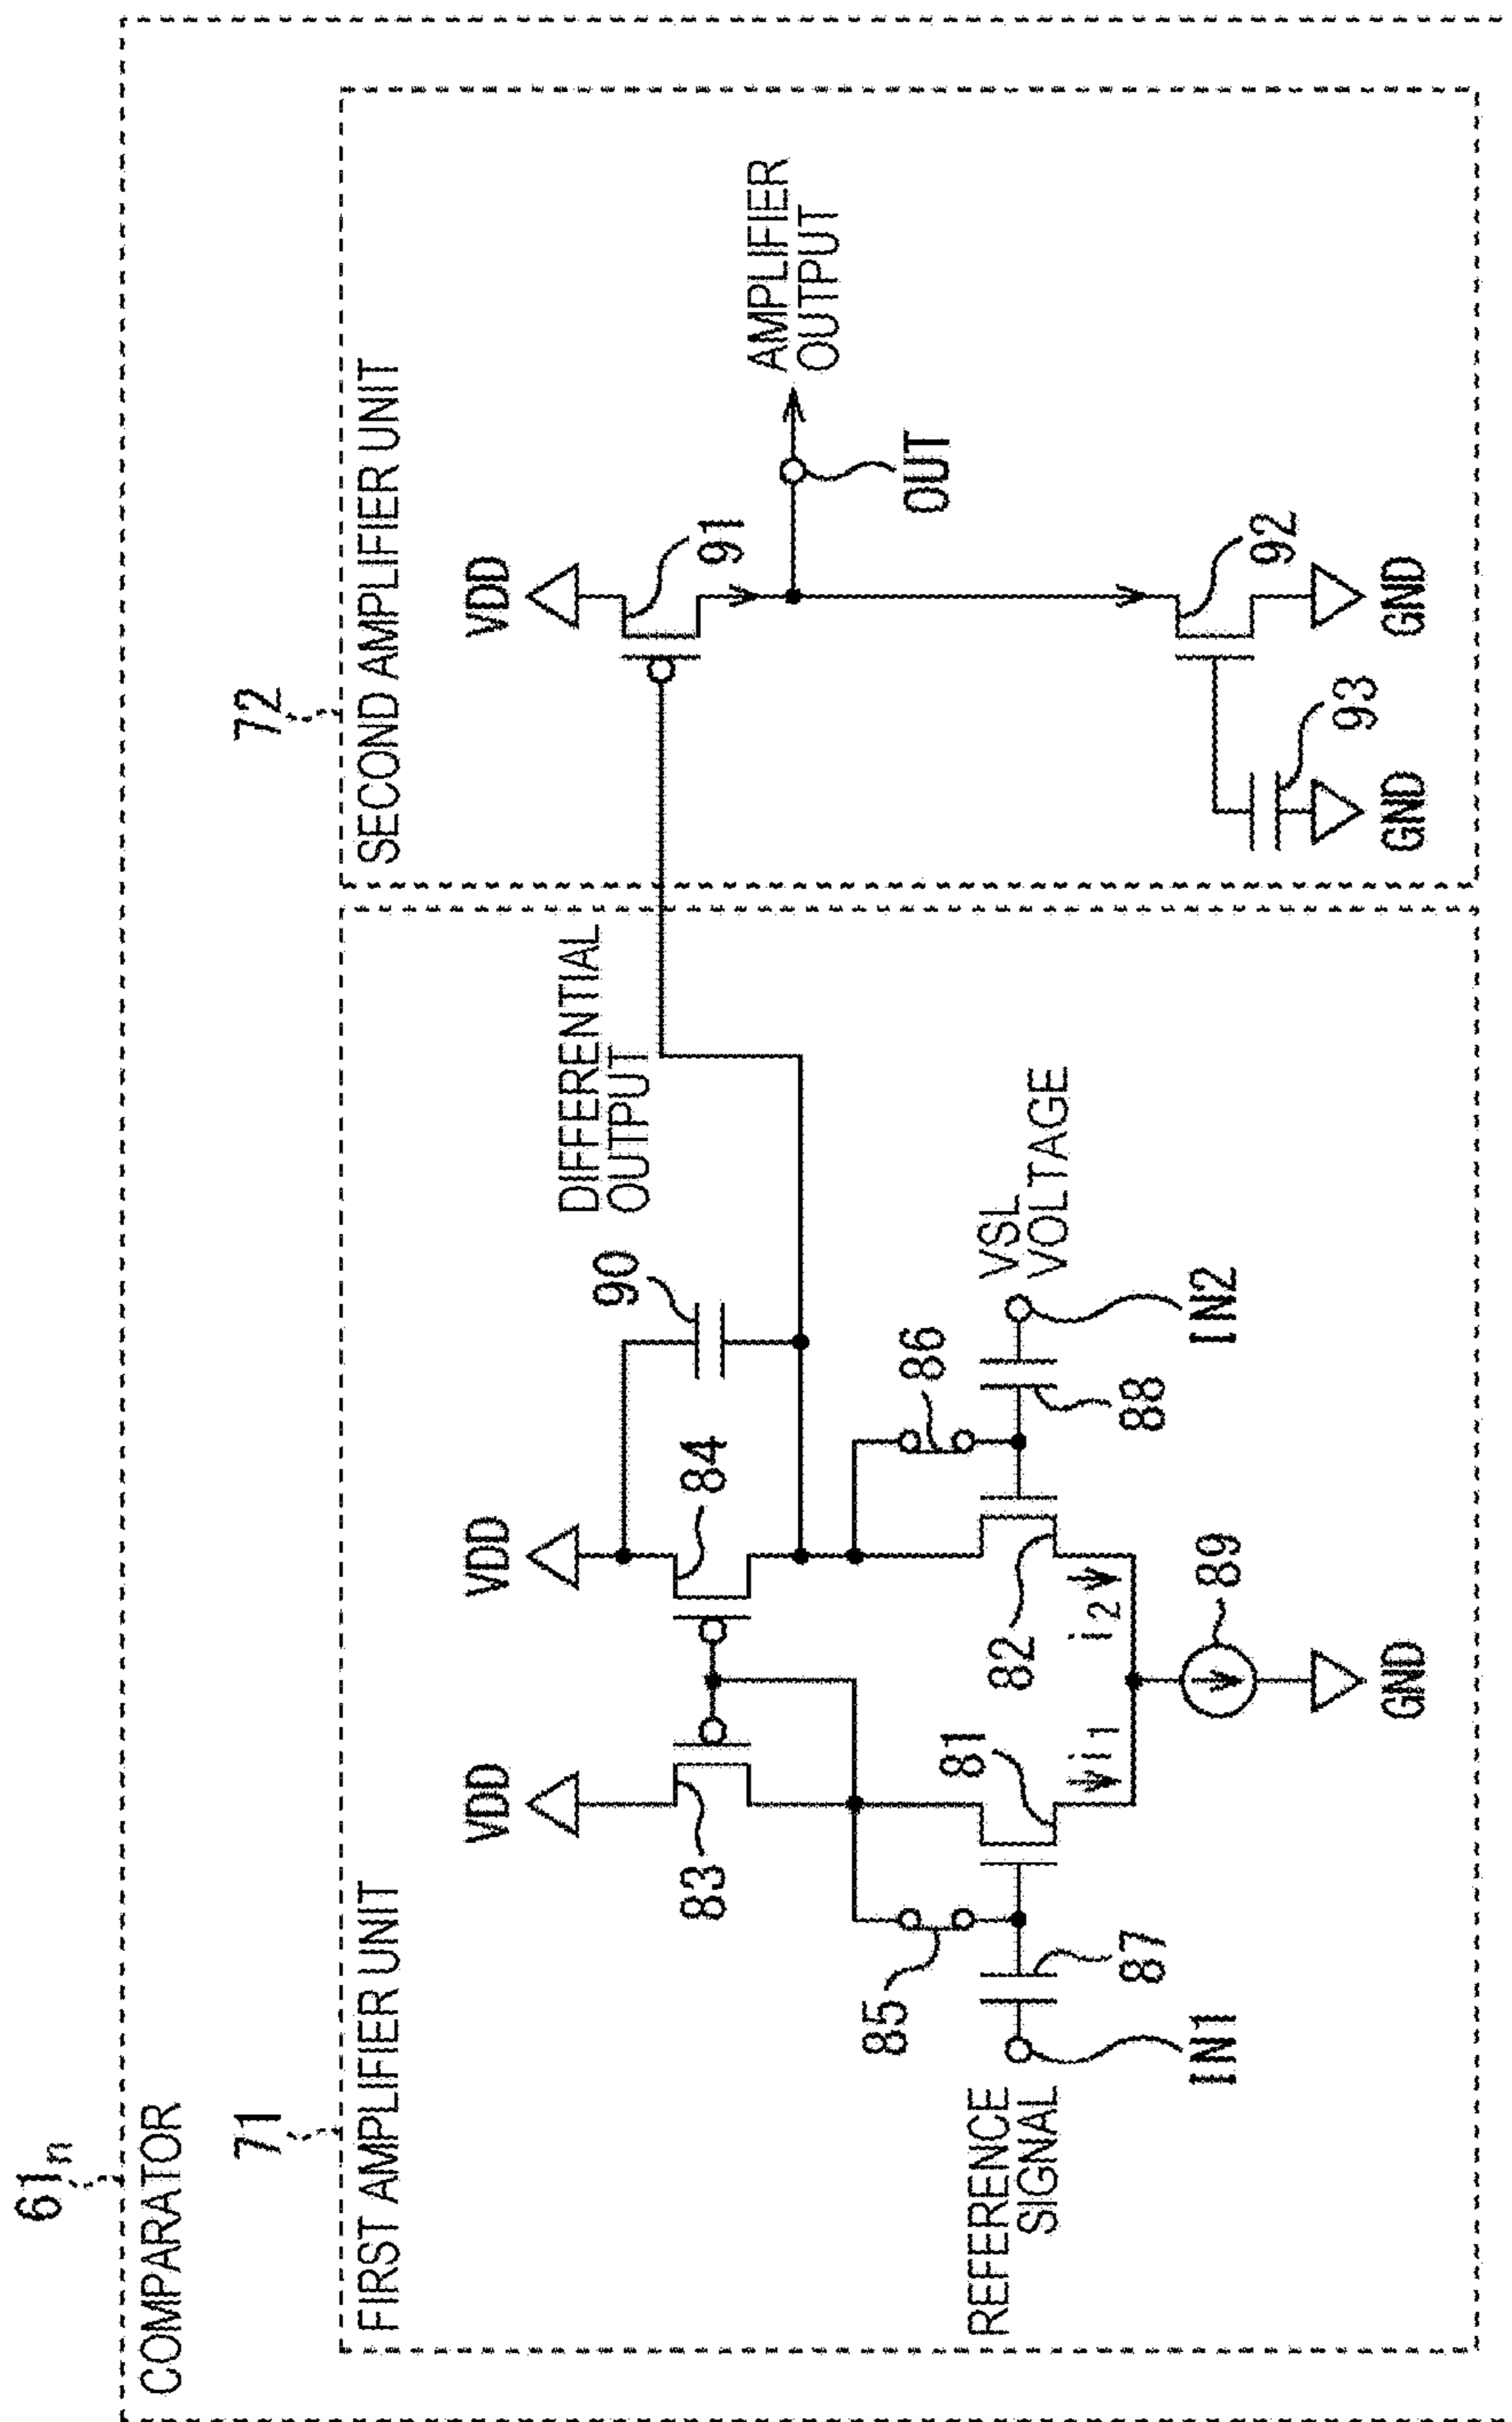 61n
COMPARATOR
71
FIRST AMPLIFIER UNIT
72
SECOND AMPLIFIER UNIT
VDD
VDD
VDD
83
84
90
DIFFERENTIAL
OUTPUT
91
AMPLIFIER
OUTPUT
OUT
85
81
82
86
REFERENCE
SIGNAL
VSL
VOLTAGE
87
88
i1
i2
IN1
89
IN2
92
93
GND
GND
GND